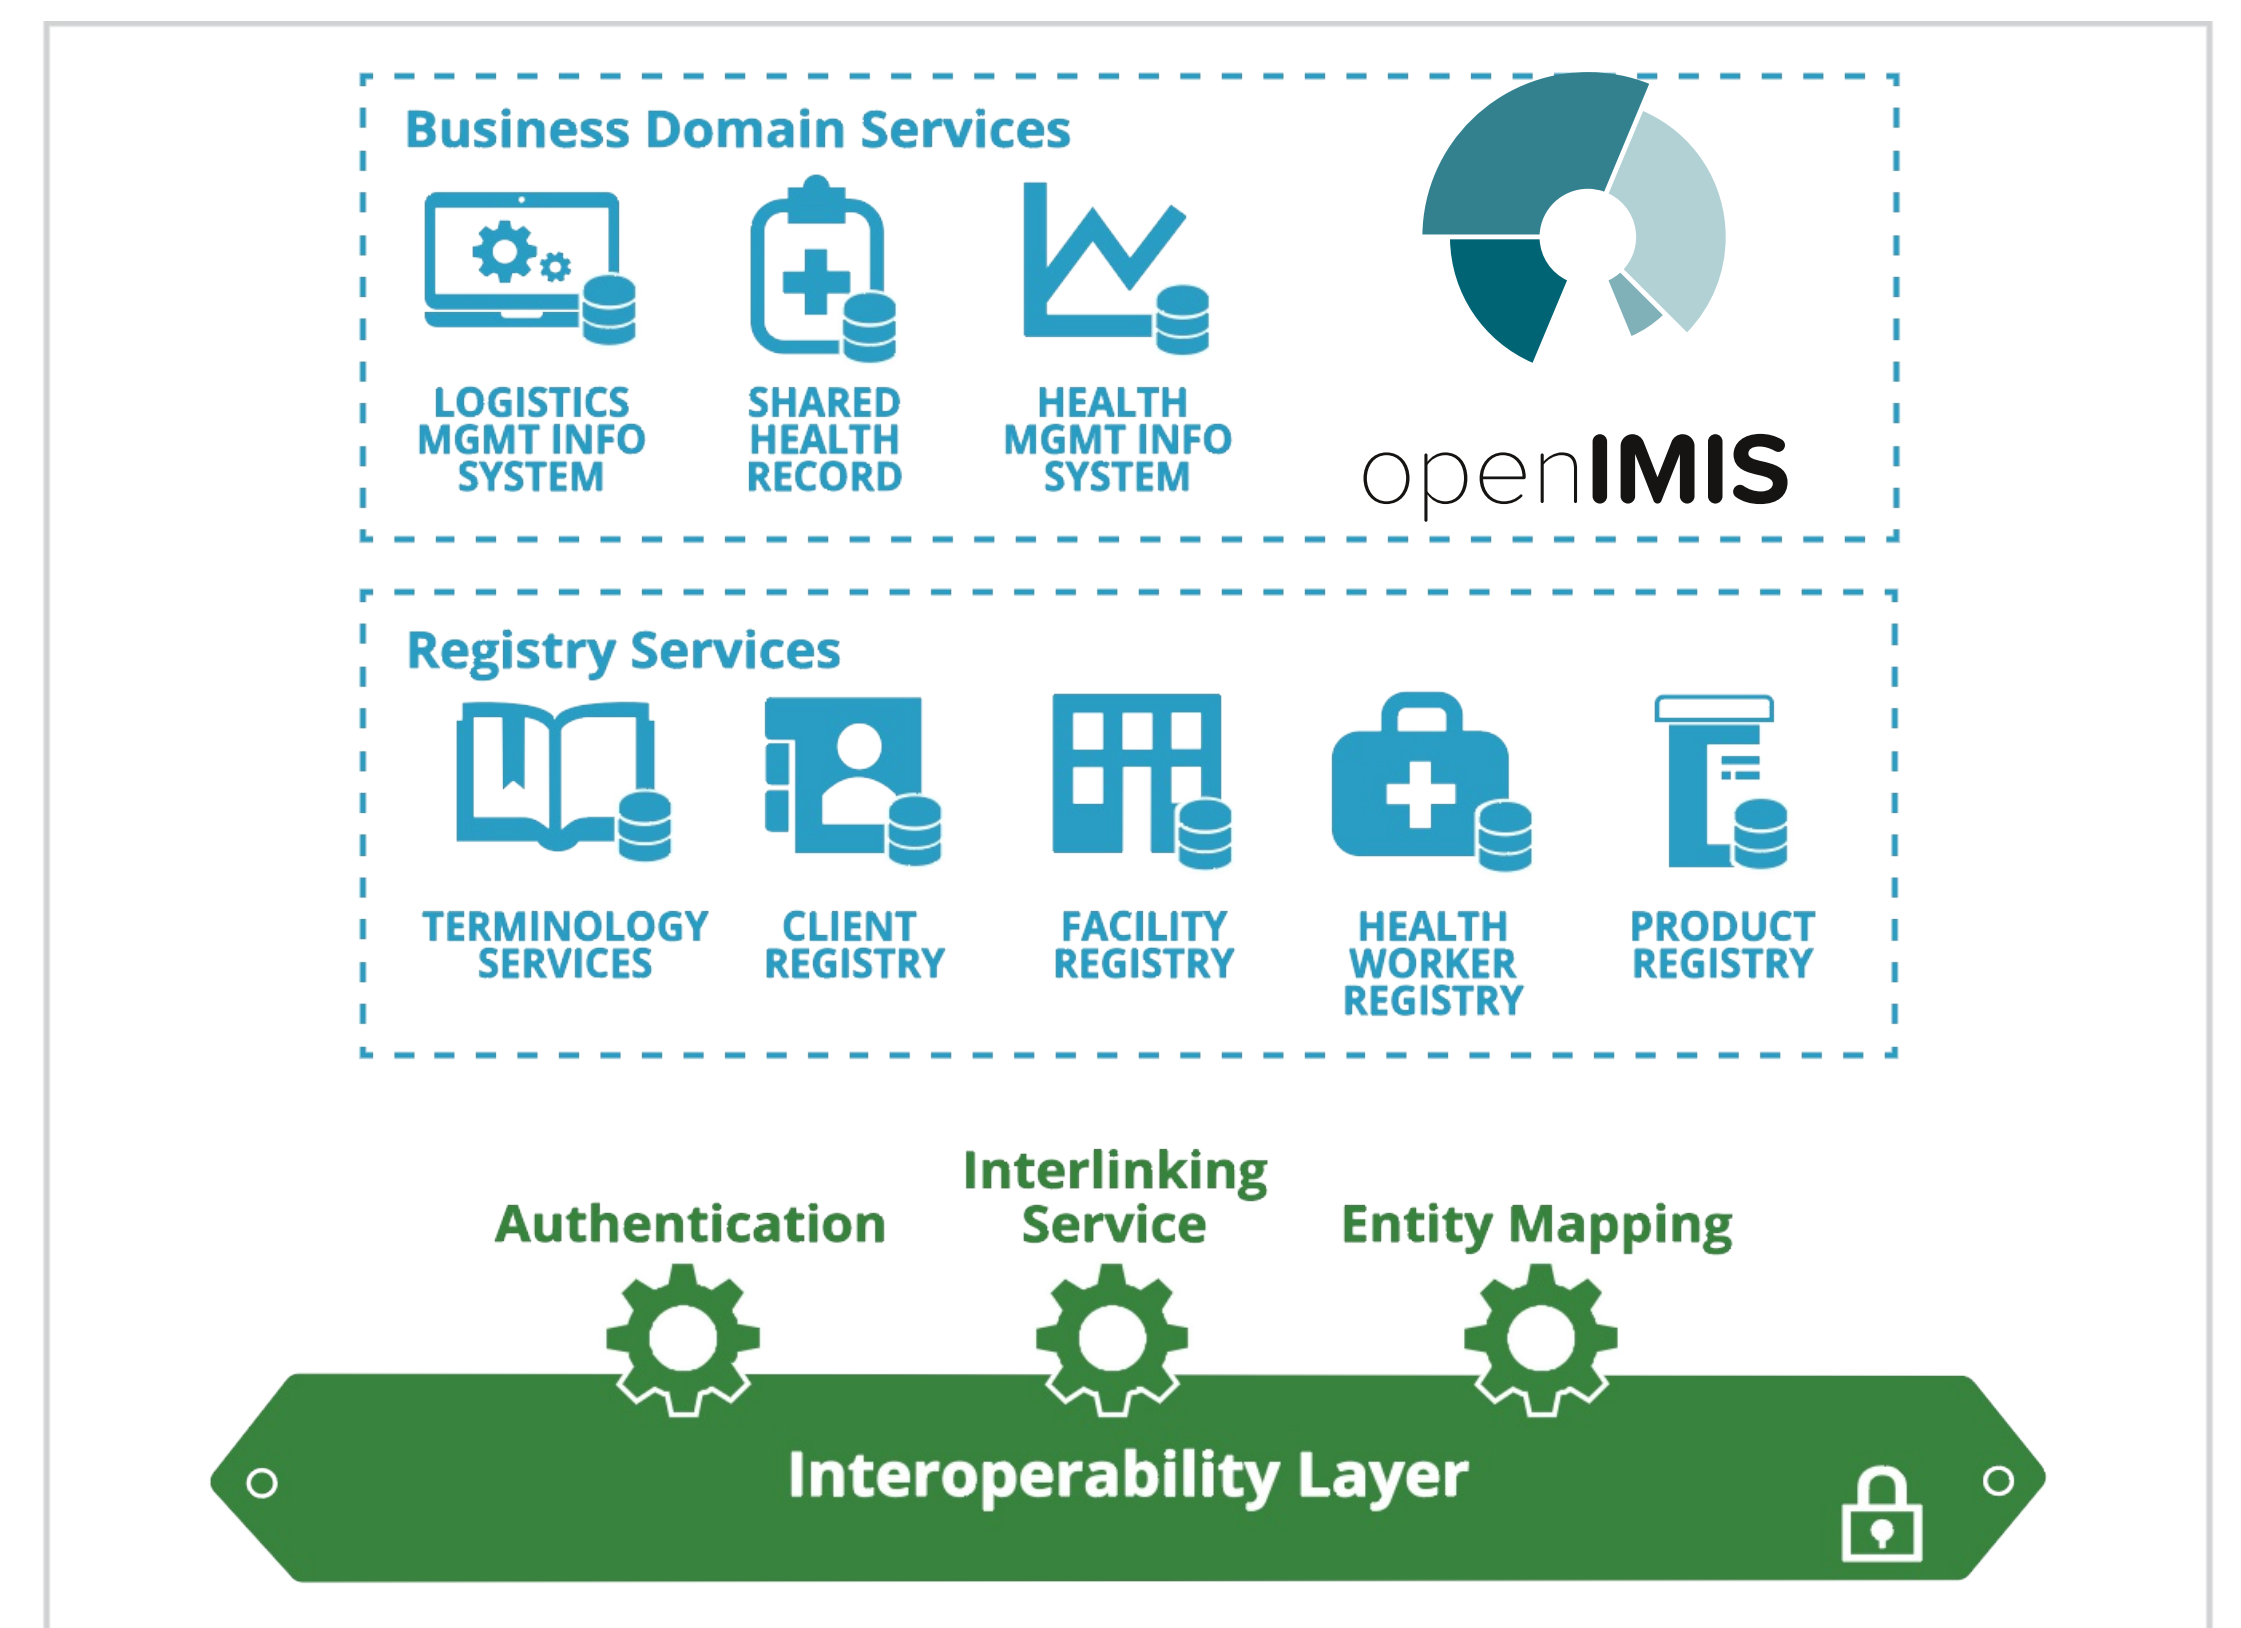 Business Domain Services
LOGISTICS
MGMT INFO
SYSTEM
SHARED
HEALTH
RECORD
HEALTH
MGMT INFO
SYSTEM
openIMIS
Registry Services
TERMINOLOGY
SERVICES
CLIENT
REGISTRY
FACILITY
REGISTRY
HEALTH
WORKER
REGISTRY
PRODUCT
REGISTRY
Authentication
Interlinking
Service
Entity Mapping
Interoperability Layer